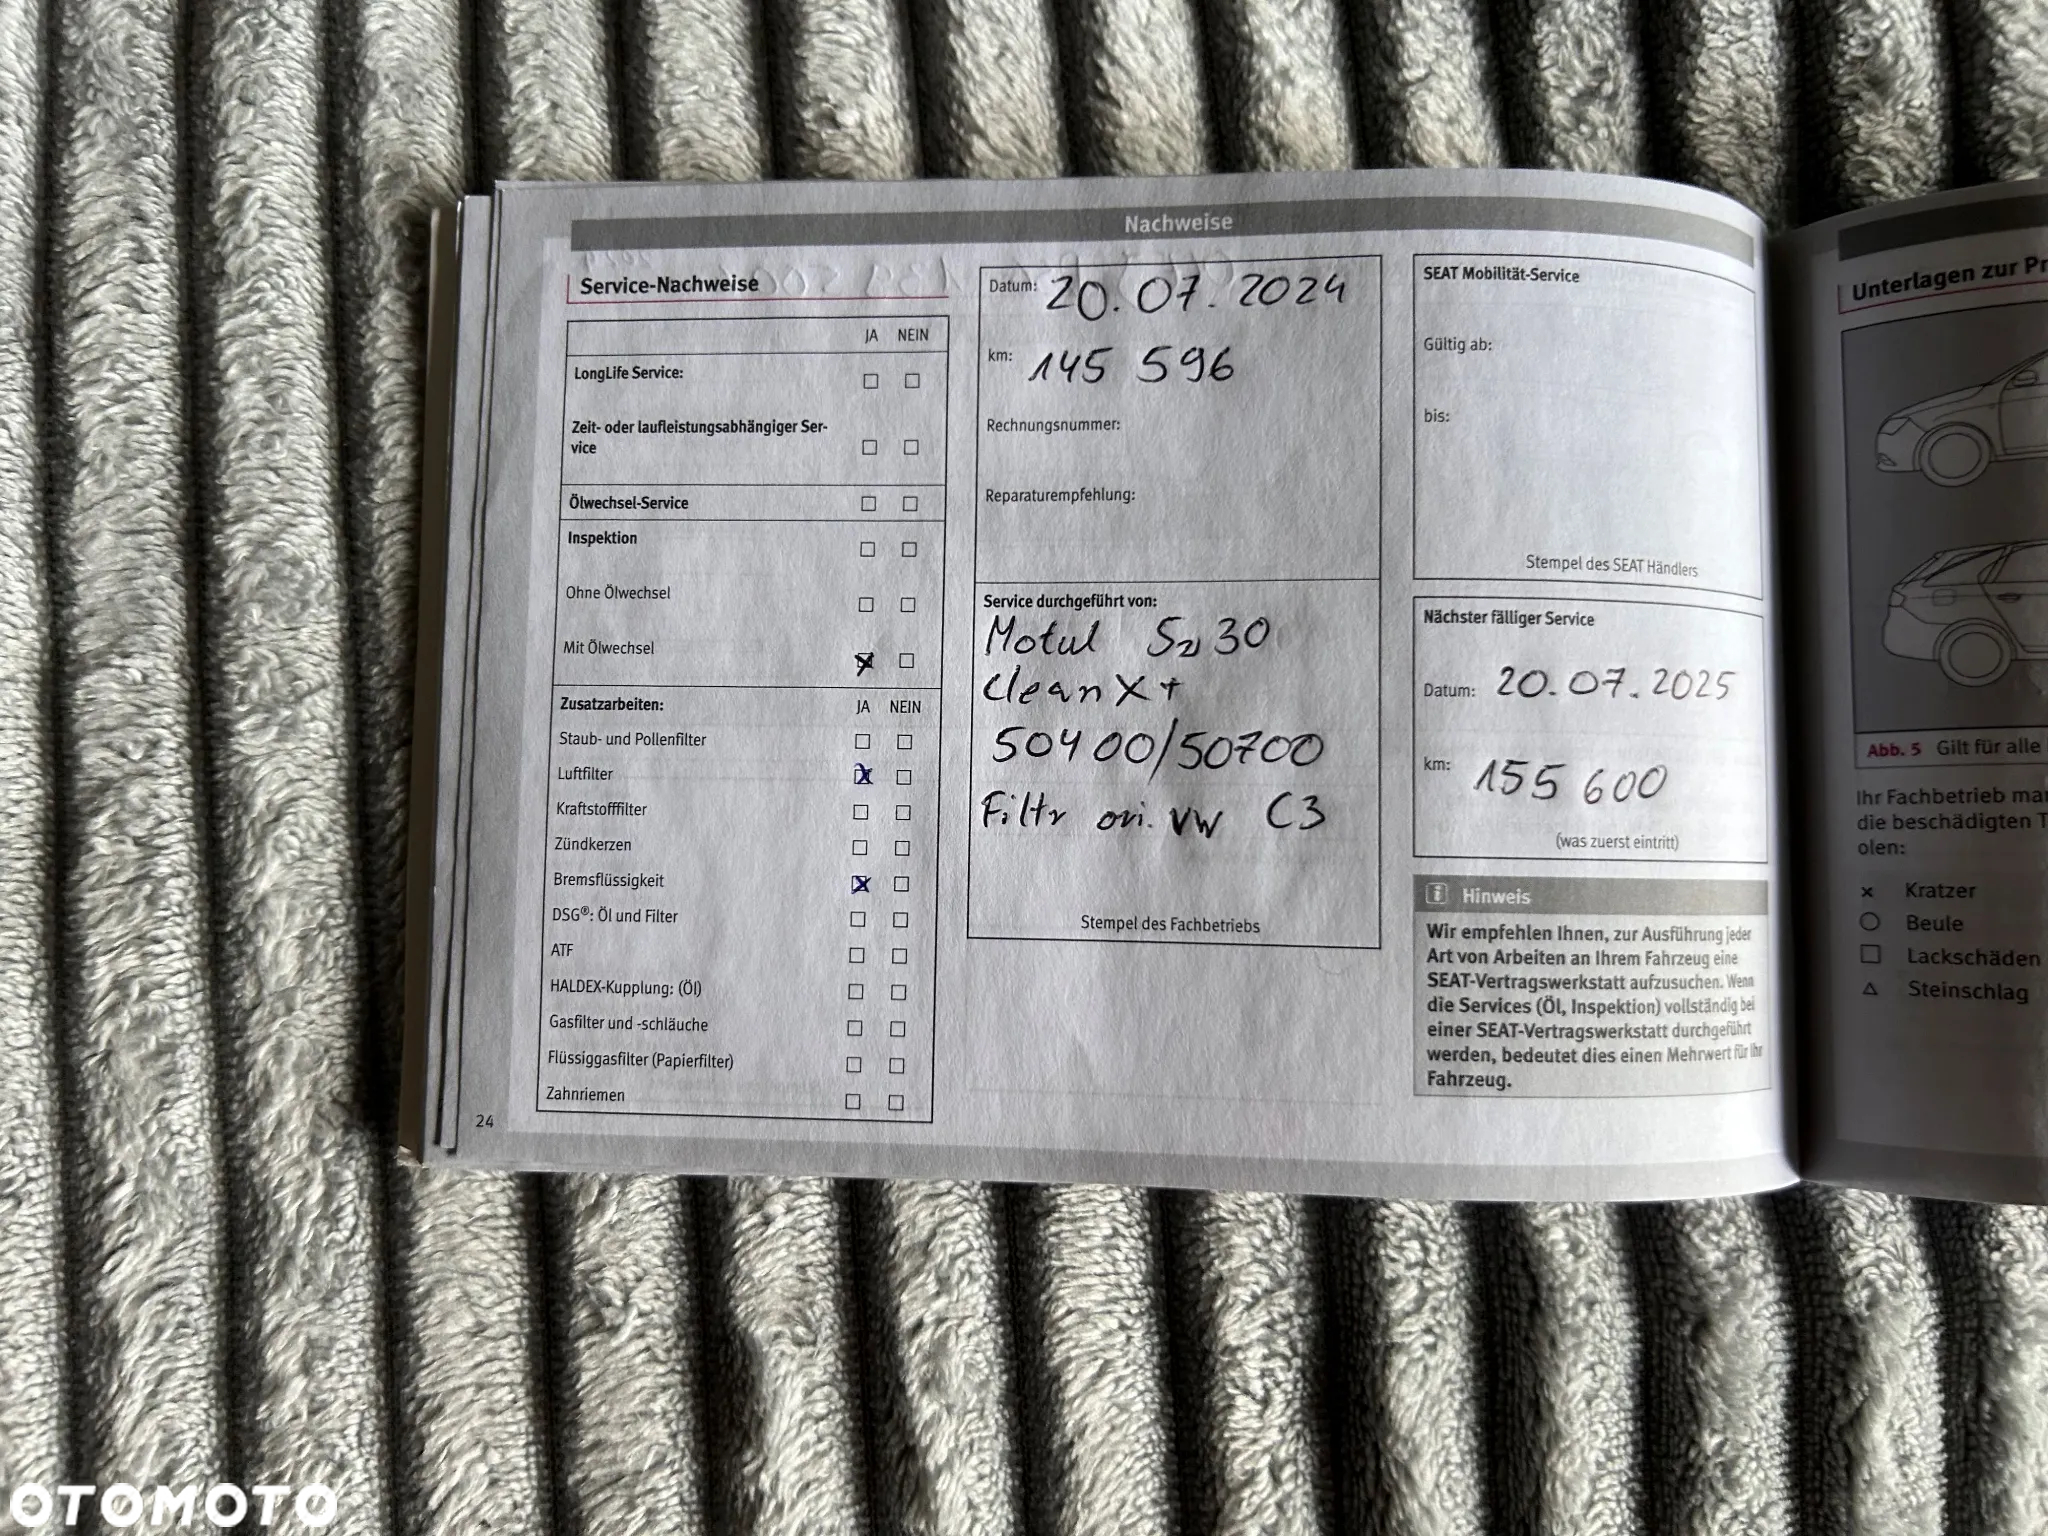 Nachweise
Service-Nachweise
JA NEIN
LongLife Service:
Zeit- oder laufleistungsabhängiger Ser-
vice
Ölwechsel-Service
Inspektion
Ohne Ölwechsel
Mit Ölwechsel
Zusatzarbeiten: JA NEIN
Staub- und Pollenfilter
Luftfilter
Kraftstofffilter
Zündkerzen
Bremsflüssigkeit
DSG®: Öl und Filter
ATF
HALDEX-Kupplung: (Öl)
Gasfilter und -schläuche
Flüssiggasfilter (Papierfilter)
Zahnriemen
24
Datum: 20.07.2024
km: 145 596
Rechnungsnummer:
Reparaturempfehlung:
Service durchgeführt von:
Motul 5w30
Clean X+
50400/50700
Filtr ori. VW C3
Stempel des Fachbetriebs
SEAT Mobilität-Service
Gültig ab:
bis:
Stempel des SEAT Händlers
Nächster fälliger Service
Datum: 20.07.2025
km: 155 600
(was zuerst eintritt)
i Hinweis
Wir empfehlen Ihnen, zur Ausführung jeder
Art von Arbeiten an Ihrem Fahrzeug eine
SEAT-Vertragswerkstatt aufzusuchen. Wenn
die Services (Öl, Inspektion) vollständig bei
einer SEAT-Vertragswerkstatt durchgeführt
werden, bedeutet dies einen Mehrwert für Ihr
Fahrzeug.
Unterlagen zur Pr
Abb. 5 Gilt für alle
Ihr Fachbetrieb mar
die beschädigten T
olen:
× Kratzer
○ Beule
□ Lackschäden
△ Steinschlag
OTOMOTO